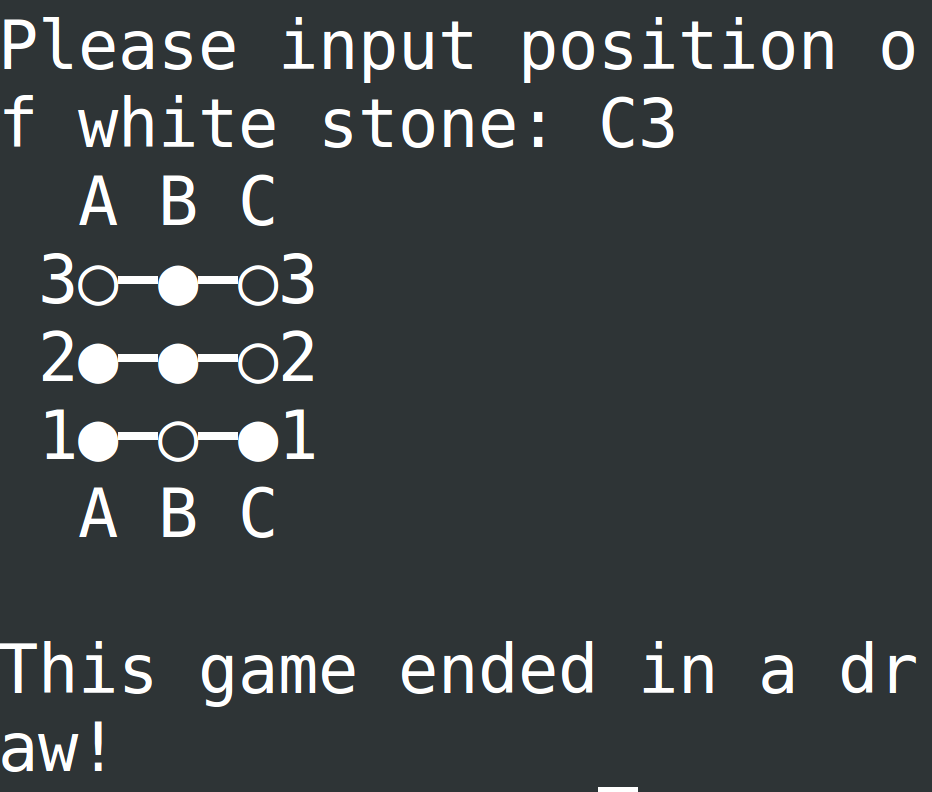 Please input position o
f white stone: C3
  A B C
 3○─●─○3
 2●─●─○2
 1●─○─●1
  A B C

This game ended in a dr
aw!